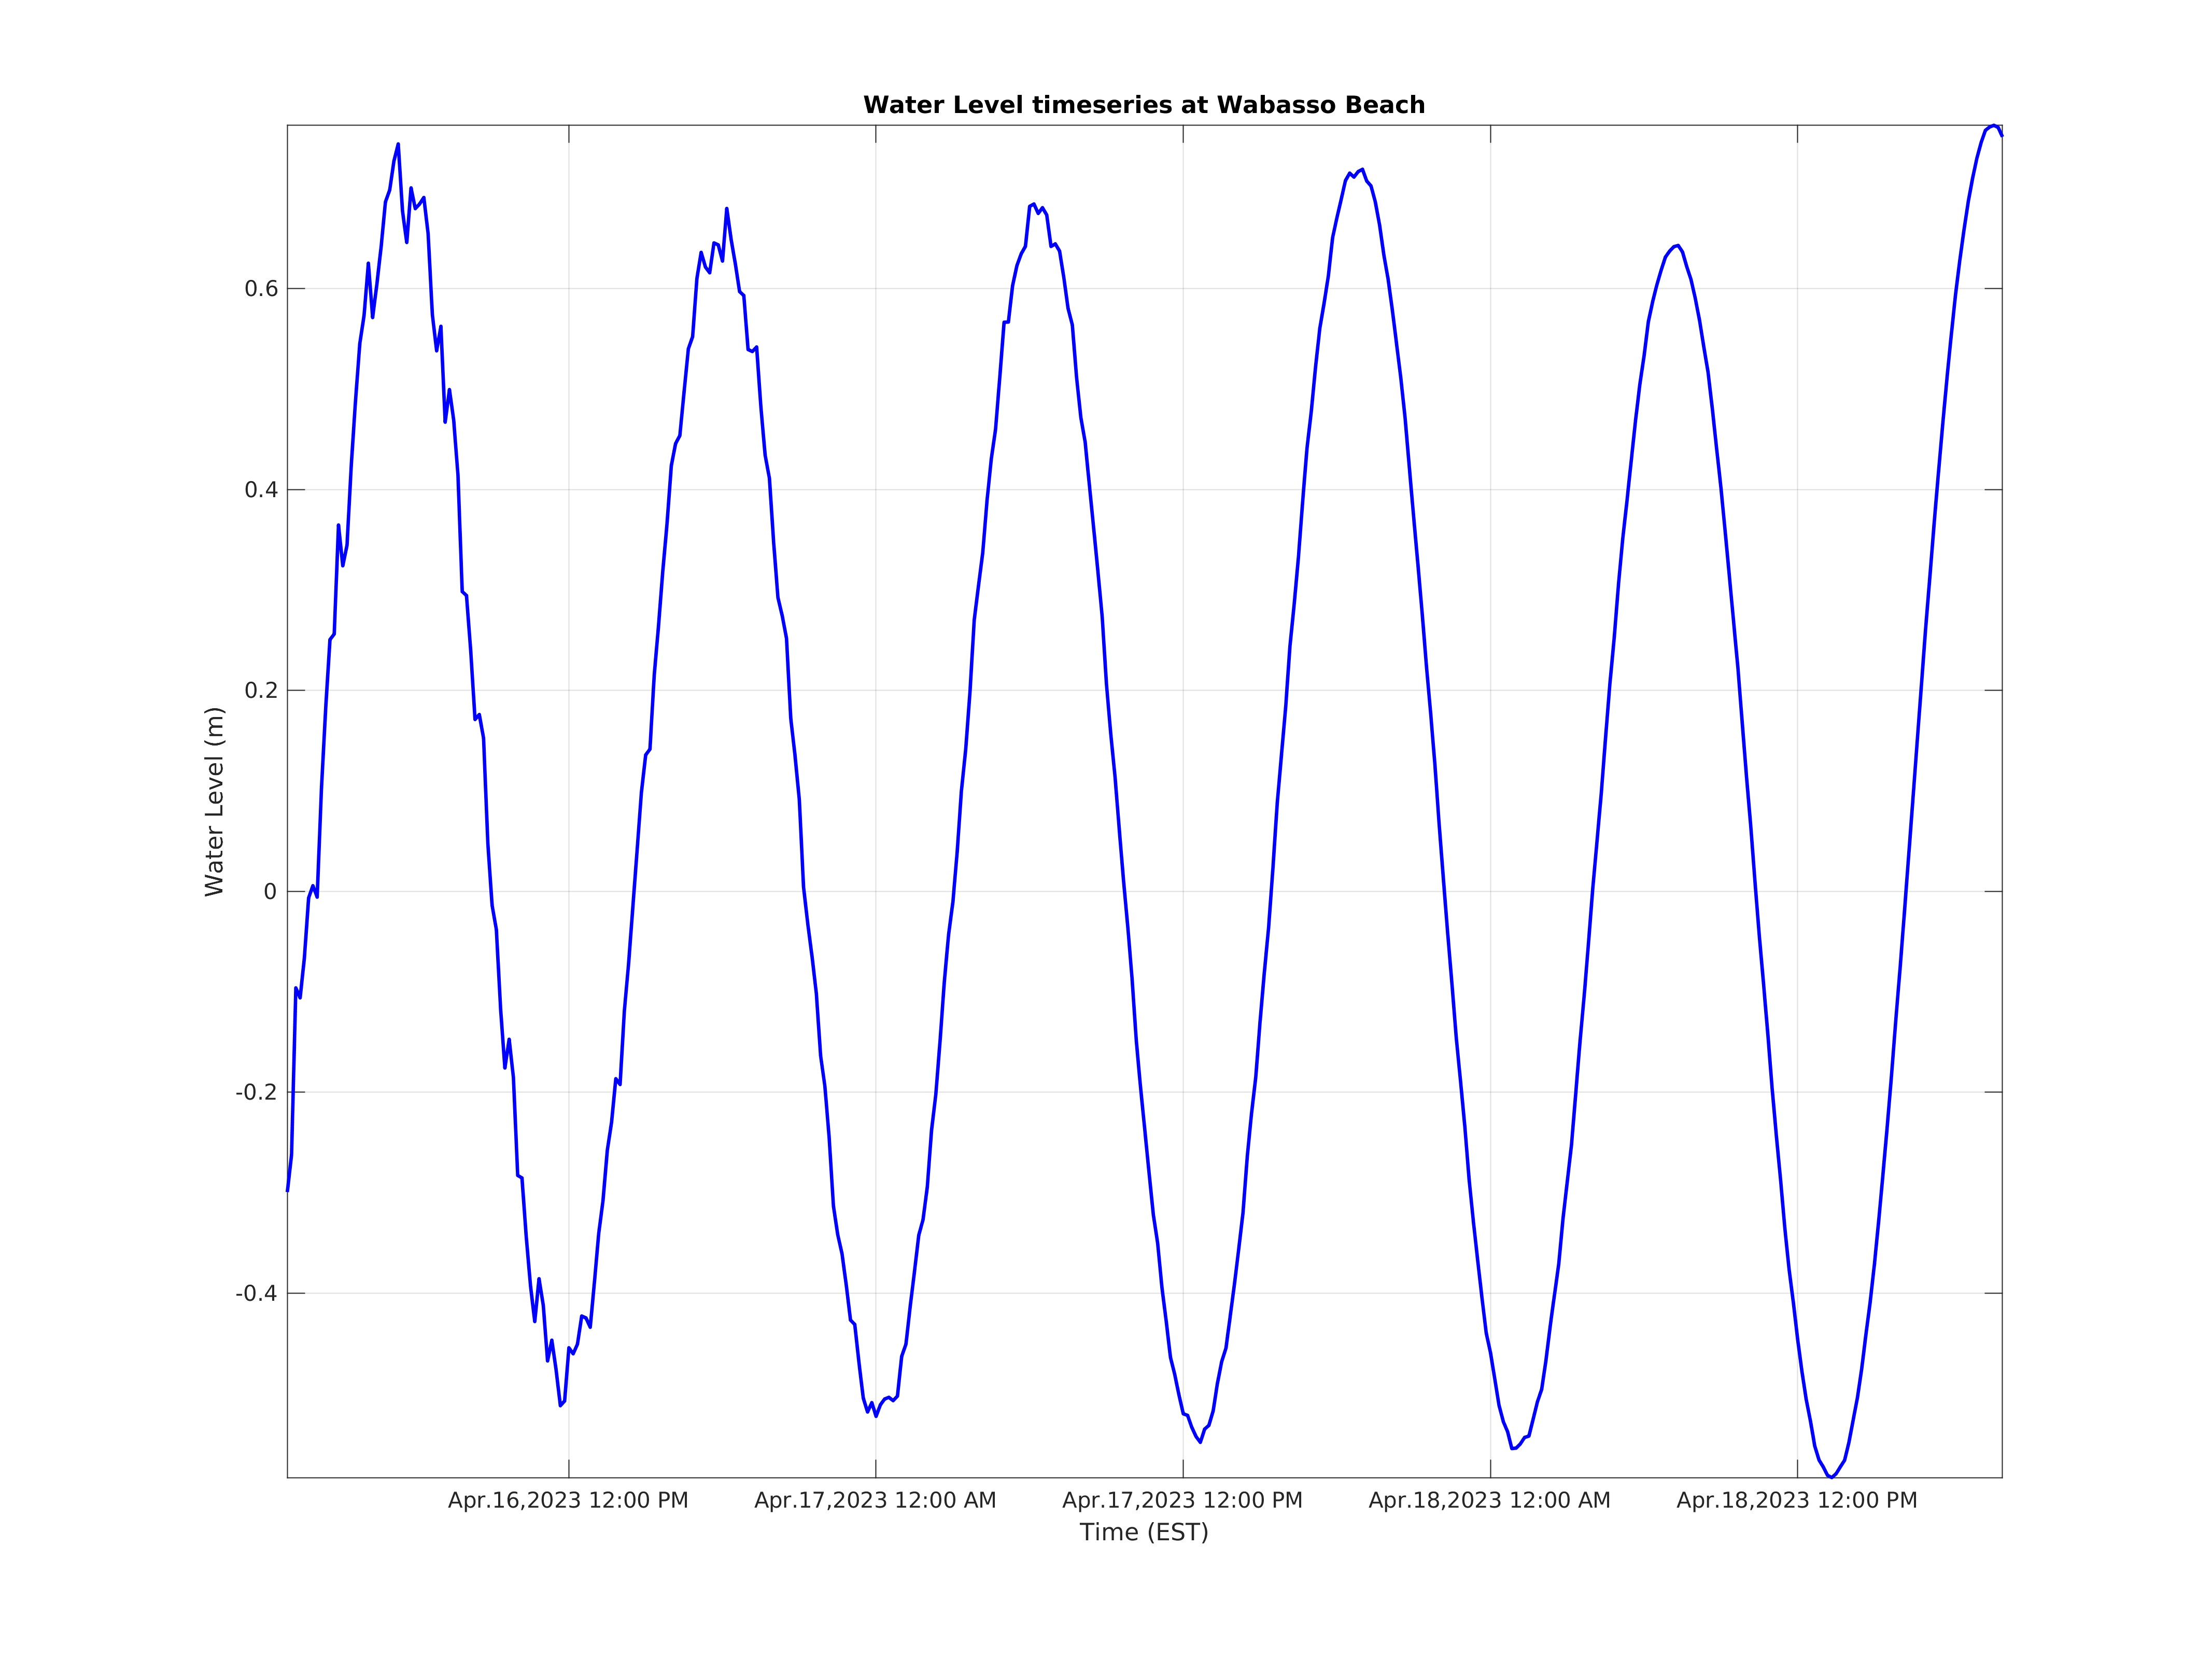 Water Level timeseries at Wabasso Beach
Water Level (m)
0.6
0.4
0.2
0
-0.2
-0.4
Apr.16,2023 12:00 PM
Apr.17,2023 12:00 AM
Apr.17,2023 12:00 PM
Apr.18,2023 12:00 AM
Apr.18,2023 12:00 PM
Time (EST)